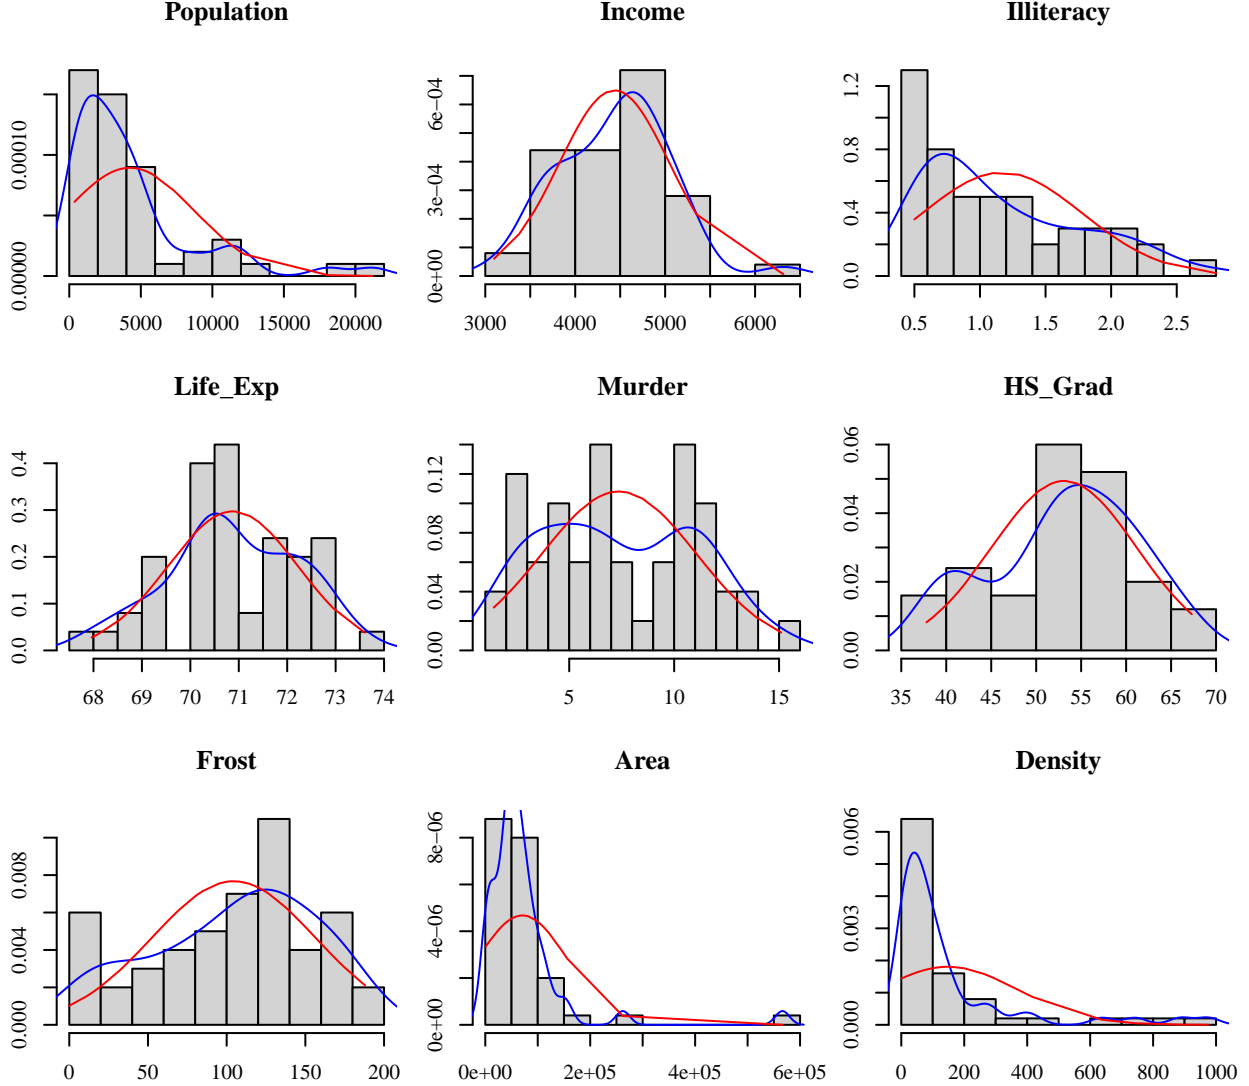 Population
Income
Illiteracy
0.00000 0.00010
0 5000 10000 15000 20000
0e+00 3e−04 6e−04
3000 4000 5000 6000
0.0 0.4 0.8 1.2
0.5 1.0 1.5 2.0 2.5
Life_Exp
Murder
HS_Grad
0.0 0.1 0.2 0.3 0.4
68 69 70 71 72 73 74
0.00 0.04 0.08 0.12
5 10 15
0.00 0.02 0.04 0.06
35 40 45 50 55 60 65 70
Frost
Area
Density
0.000 0.004 0.008
0 50 100 150 200
0e+00 4e−06 8e−06
0e+00 2e+05 4e+05 6e+05
0.000 0.003 0.006
0 200 400 600 800 1000